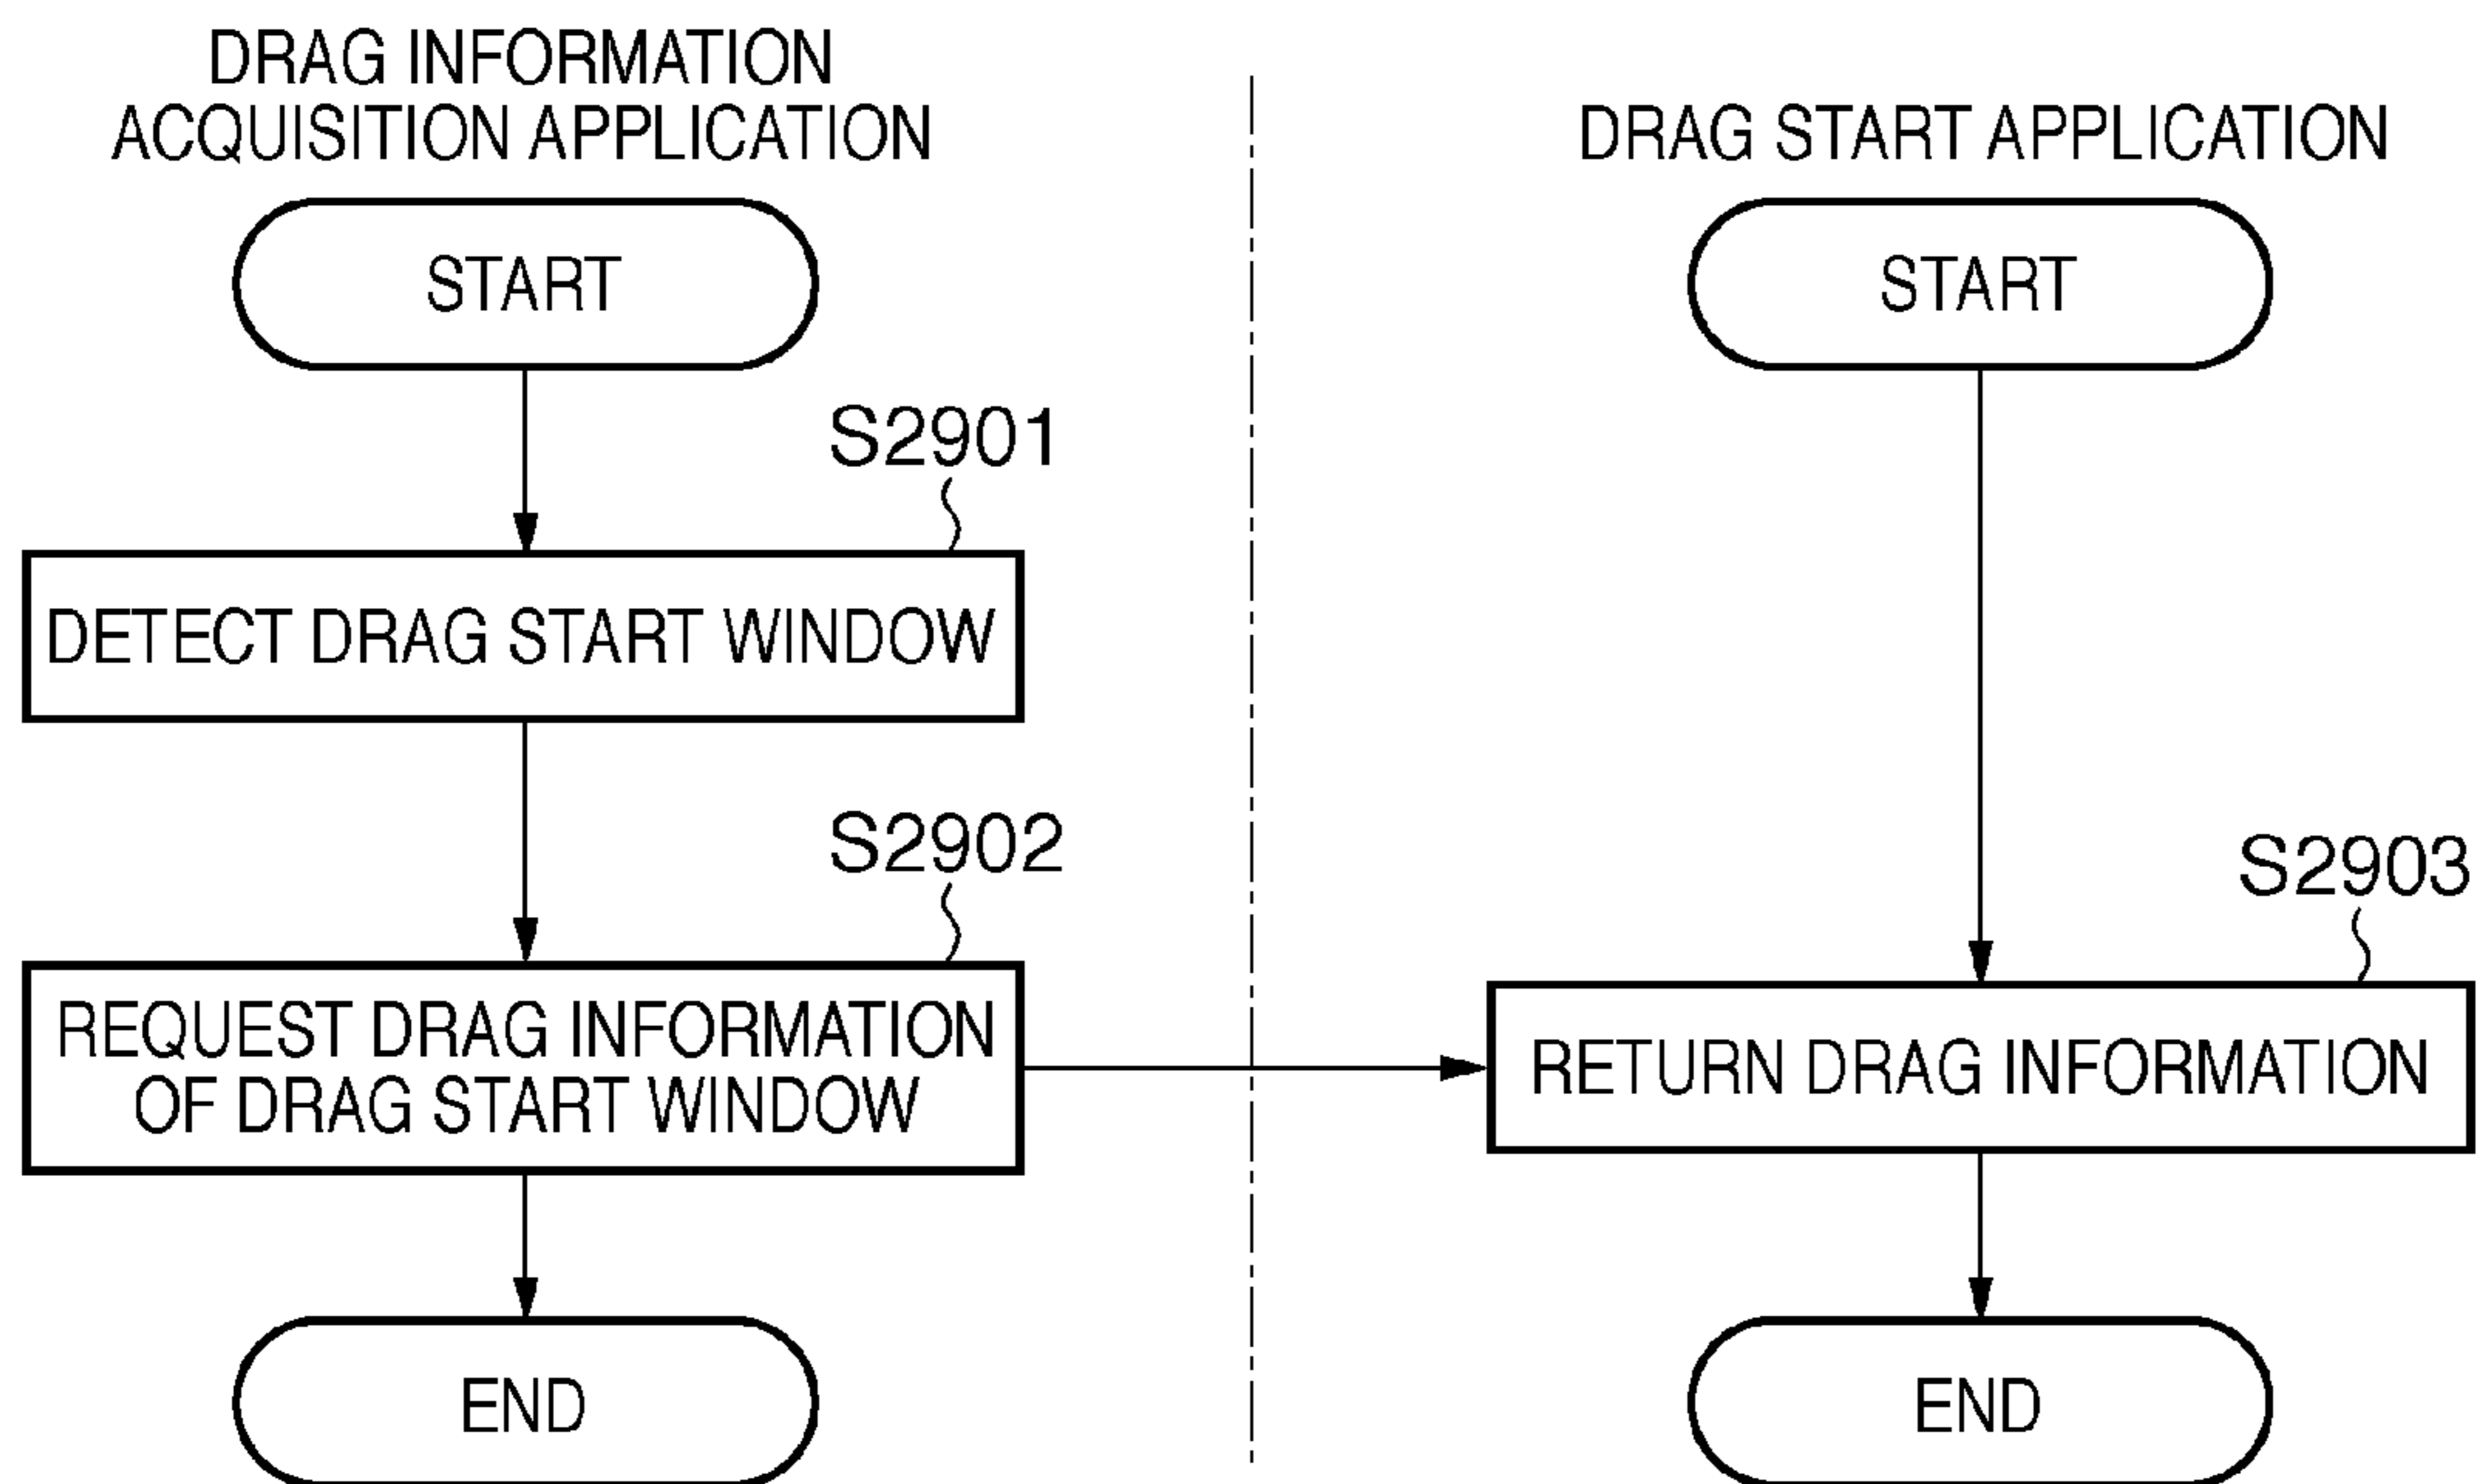 DRAG INFORMATION
ACQUISITION APPLICATION
START
S2901
DETECT DRAG START WINDOW
S2902
REQUEST DRAG INFORMATION
OF DRAG START WINDOW
END
DRAG START APPLICATION
START
S2903
RETURN DRAG INFORMATION
END